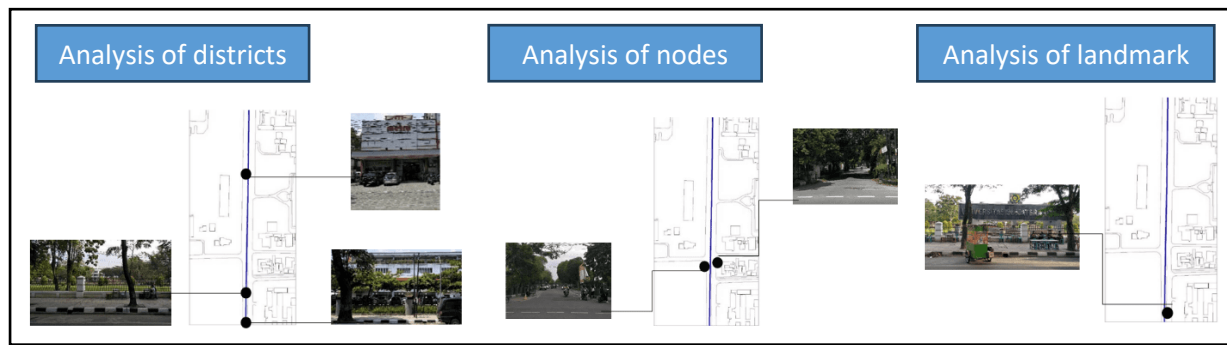 Analysis of districts
Analysis of nodes
Analysis of landmark